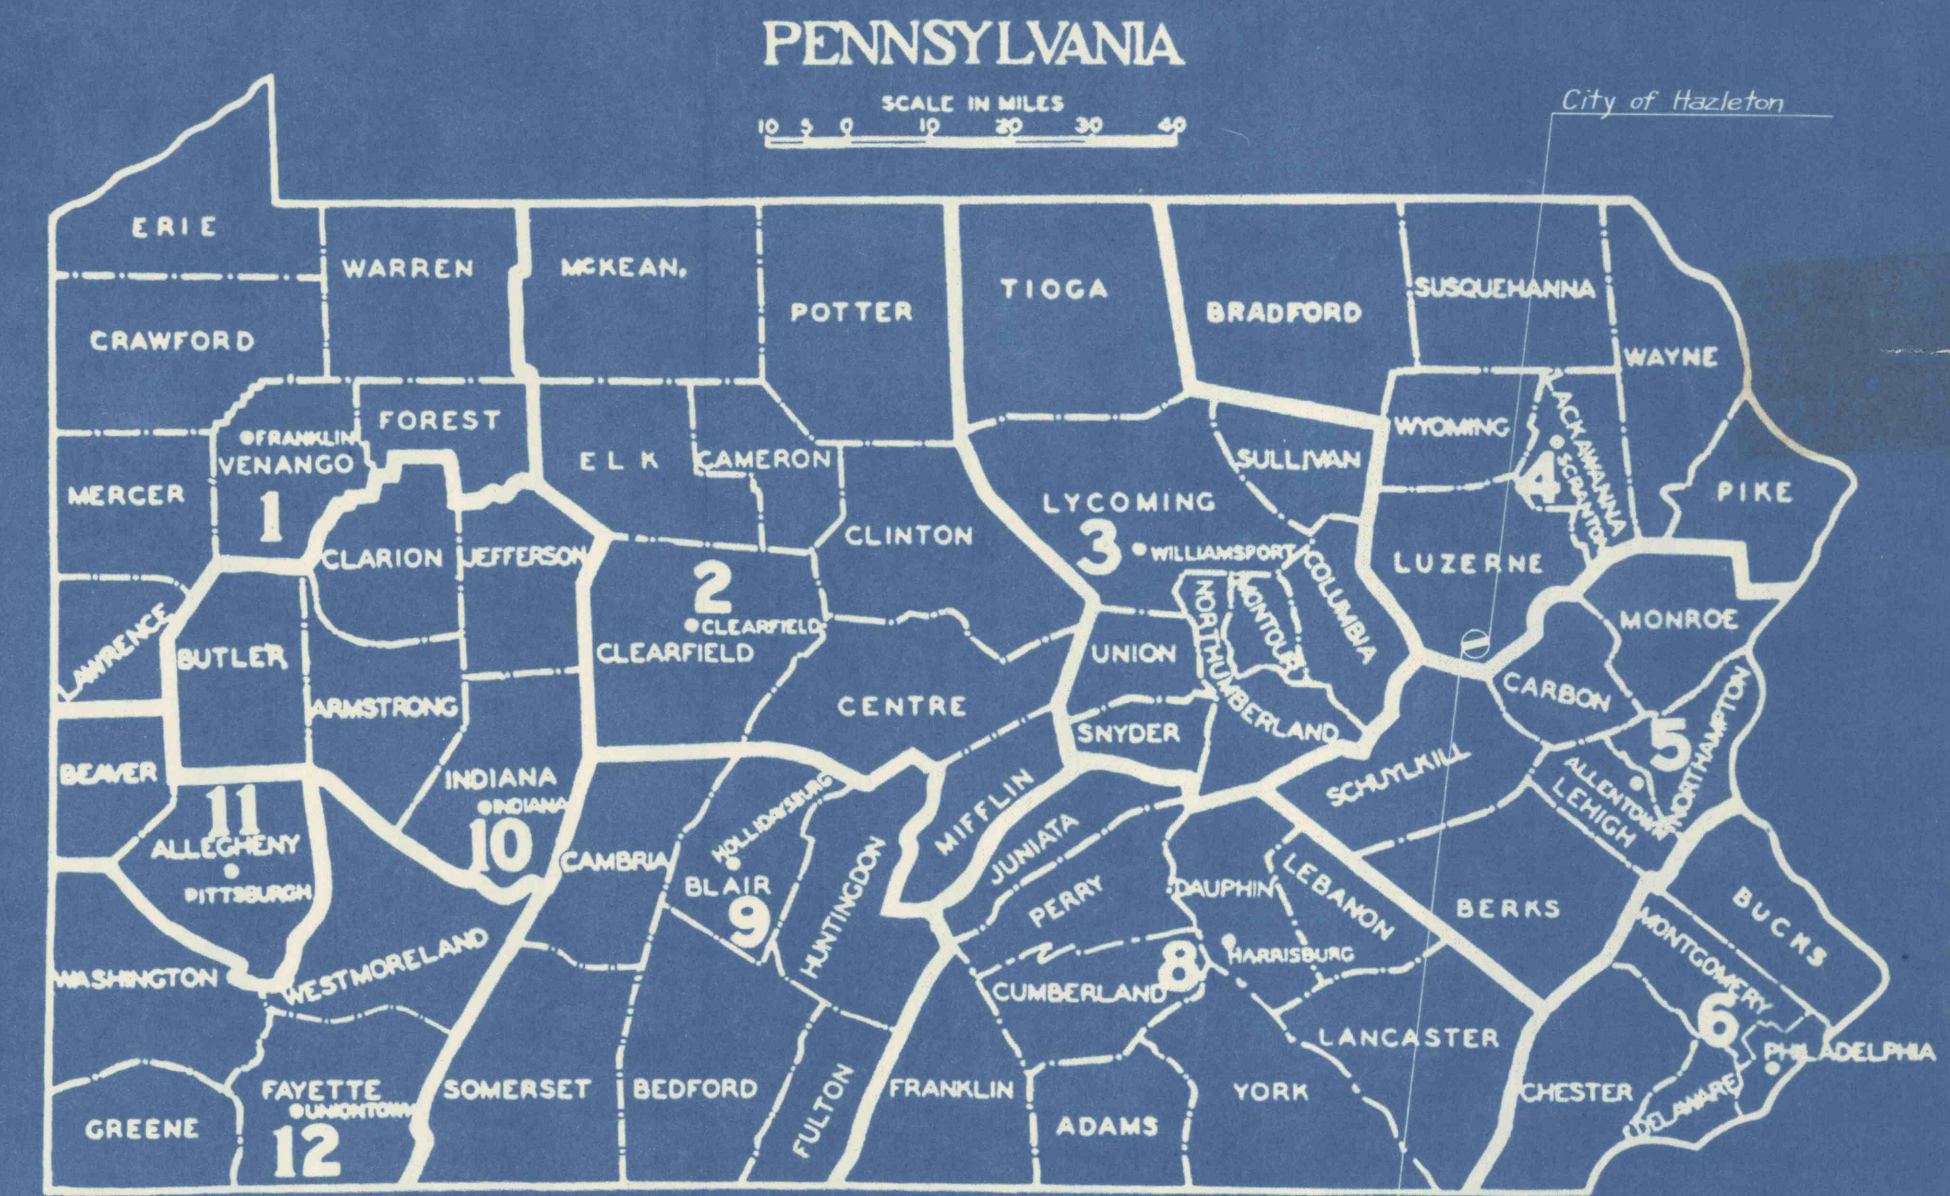 PENNSYLVANIA
SCALE IN MILES
10 5 0 10 20 30 40
City of Hazleton
ERIE
WARREN
McKEAN.
POTTER
TIOGA
BRADFORD
SUSQUEHANNA
WAYNE
CRAWFORD
FOREST
FRANKLIN
VENANGO
1
MERCER
ELK
CAMERON
CLINTON
LYCOMING
3
WILLIAMSPORT
SULLIVAN
WYOMING
LACKAWANNA
SCRANTON
4
PIKE
LUZERNE
CLARION
JEFFERSON
2
CLEARFIELD
CLEARFIELD
LAWRENCE
BUTLER
ARMSTRONG
CENTRE
UNION
NORTHUMBERLAND
MONTOUR
COLUMBIA
MONROE
CARBON
SNYDER
BEAVER
INDIANA
INDIANA
10
11
ALLEGHENY
PITTSBURGH
CAMBRIA
HOLLIDAYSBURG
BLAIR
9
HUNTINGDON
MIFFLIN
JUNIATA
PERRY
DAUPHIN
LEBANON
SCHUYLKILL
5
NORTHAMPTON
ALLENTOWN
LEHIGH
BERKS
BUCKS
MONTGOMERY
WASHINGTON
WESTMORELAND
CUMBERLAND
8
HARRISBURG
LANCASTER
6
PHILADELPHIA
GREENE
FAYETTE
UNIONTOWN
12
SOMERSET
BEDFORD
FULTON
FRANKLIN
ADAMS
YORK
CHESTER
DELAWARE